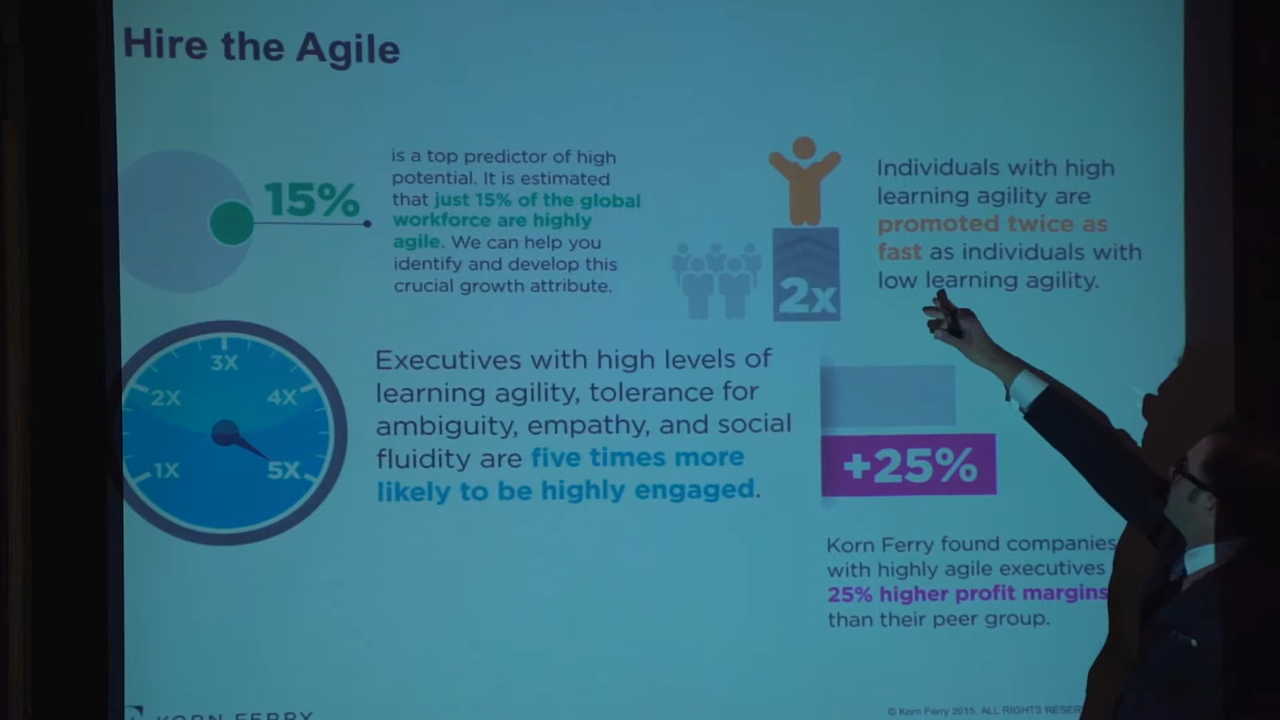 Hire the Agile
15%
is a top predictor of high
potential. It is estimated
that just 15% of the global
workforce are highly
agile. We can help you
identify and develop this
crucial growth attribute.
2x
Individuals with high
learning agility are
promoted twice as
fast as individuals with
low learning agility.
1X
2X
3X
4X
5X
Executives with high levels of
learning agility, tolerance for
ambiguity, empathy, and social
fluidity are five times more
likely to be highly engaged.
+25%
Korn Ferry found companies
with highly agile executives
25% higher profit margins
than their peer group.
KORN FERRY
© Korn Ferry 2015. ALL RIGHTS